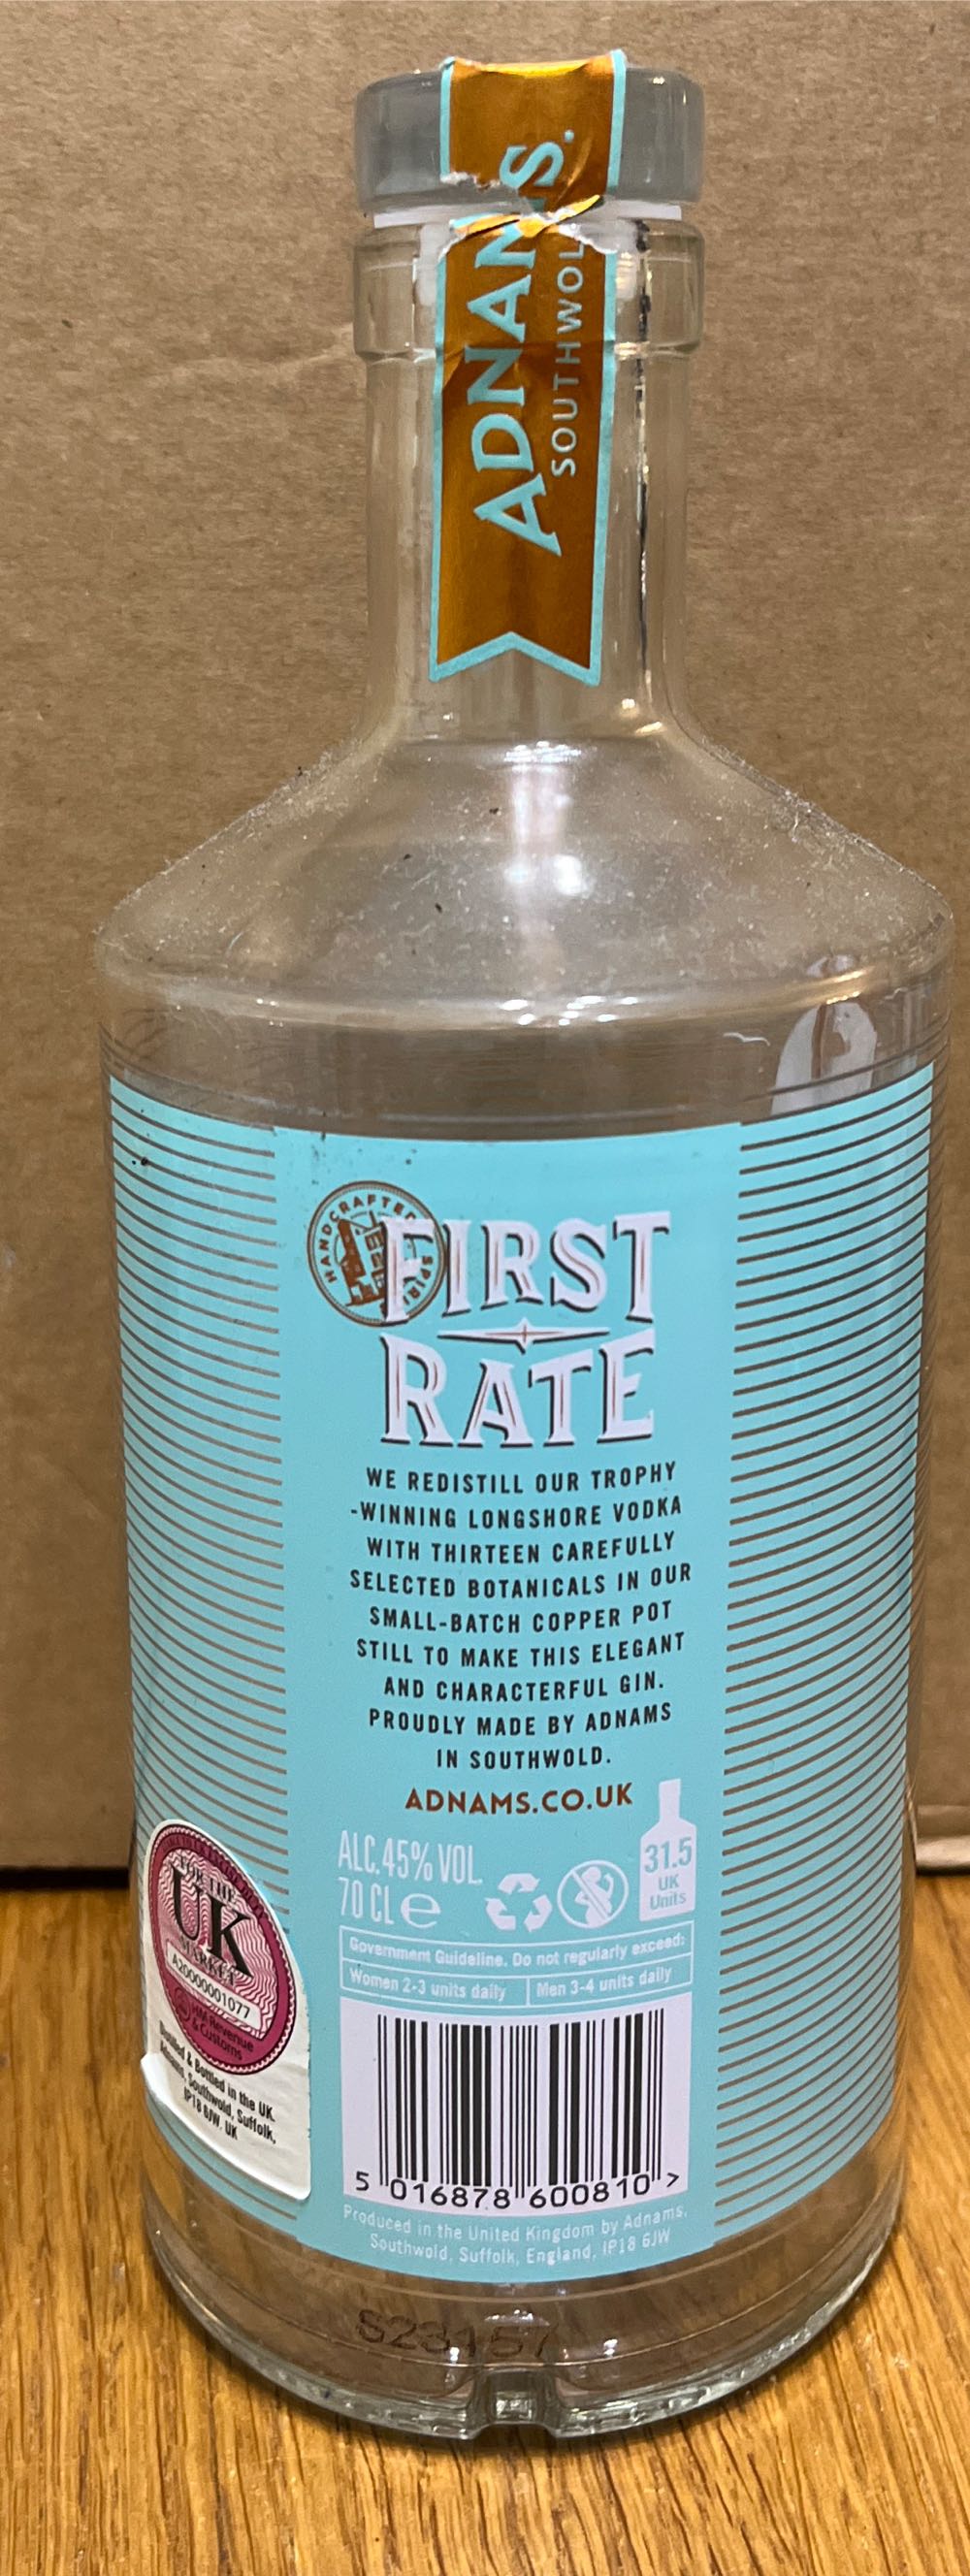 ADNAMS.
SOUTHWOL
HANDCRAFTED SPIRI
FIRST
RATE
WE REDISTILL OUR TROPHY
-WINNING LONGSHORE VODKA
WITH THIRTEEN CAREFULLY
SELECTED BOTANICALS IN OUR
SMALL-BATCH COPPER POT
STILL TO MAKE THIS ELEGANT
AND CHARACTERFUL GIN.
PROUDLY MADE BY ADNAMS
IN SOUTHWOLD.
ADNAMS.CO.UK
ALC.45% VOL.
70 CL e
31.5
UK
Units
Government Guideline. Do not regularly exceed:
Women 2-3 units daily
Men 3-4 units daily
5 016878 600810 >
Produced in the United Kingdom by Adnams,
Southwold, Suffolk, England, IP18 6JW
FOR THE
UK
MARKET
A20000001077
HM Revenue
& Customs
Distilled & Bottled in the UK.
Adnams, Southwold, Suffolk,
IP18 6JW. UK